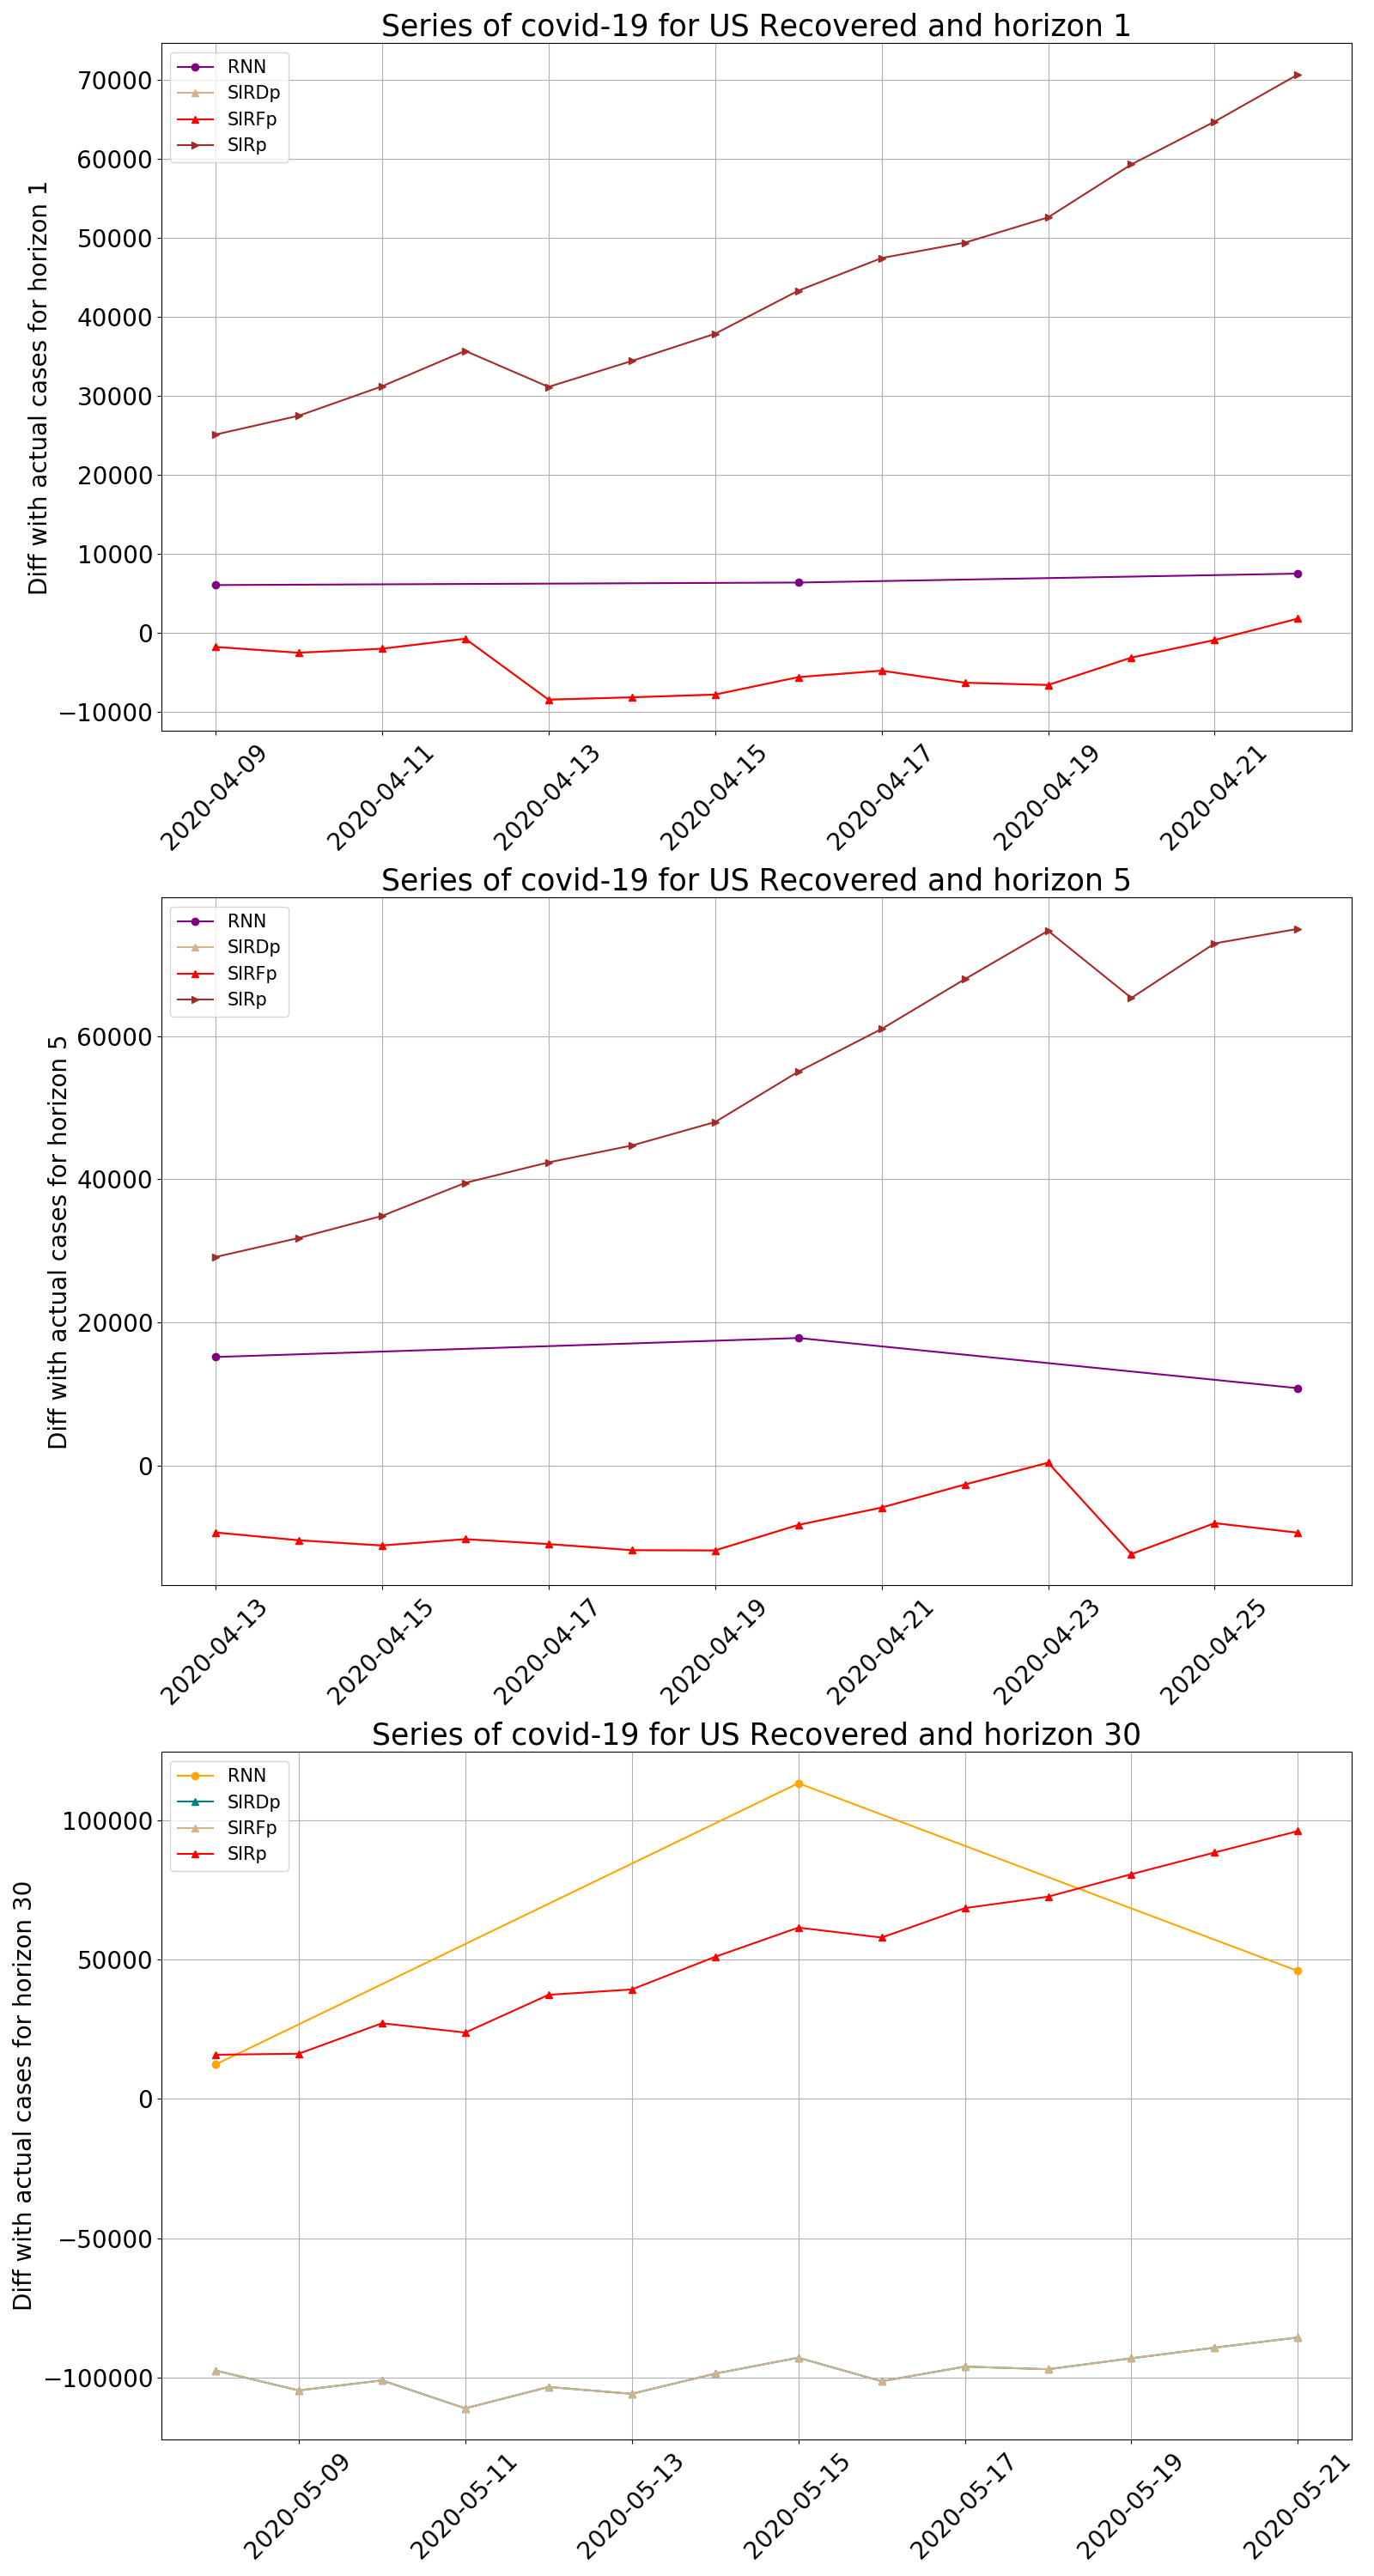 Series of covid-19 for US Recovered and horizon 1
RNN
SIRDp
SIRFp
SIRp
Diff with actual cases for horizon 1
70000
60000
50000
40000
30000
20000
10000
0
−10000
2020-04-09
2020-04-11
2020-04-13
2020-04-15
2020-04-17
2020-04-19
2020-04-21
Series of covid-19 for US Recovered and horizon 5
RNN
SIRDp
SIRFp
SIRp
Diff with actual cases for horizon 5
60000
40000
20000
0
2020-04-13
2020-04-15
2020-04-17
2020-04-19
2020-04-21
2020-04-23
2020-04-25
Series of covid-19 for US Recovered and horizon 30
RNN
SIRDp
SIRFp
SIRp
Diff with actual cases for horizon 30
100000
50000
0
−50000
−100000
2020-05-09
2020-05-11
2020-05-13
2020-05-15
2020-05-17
2020-05-19
2020-05-21